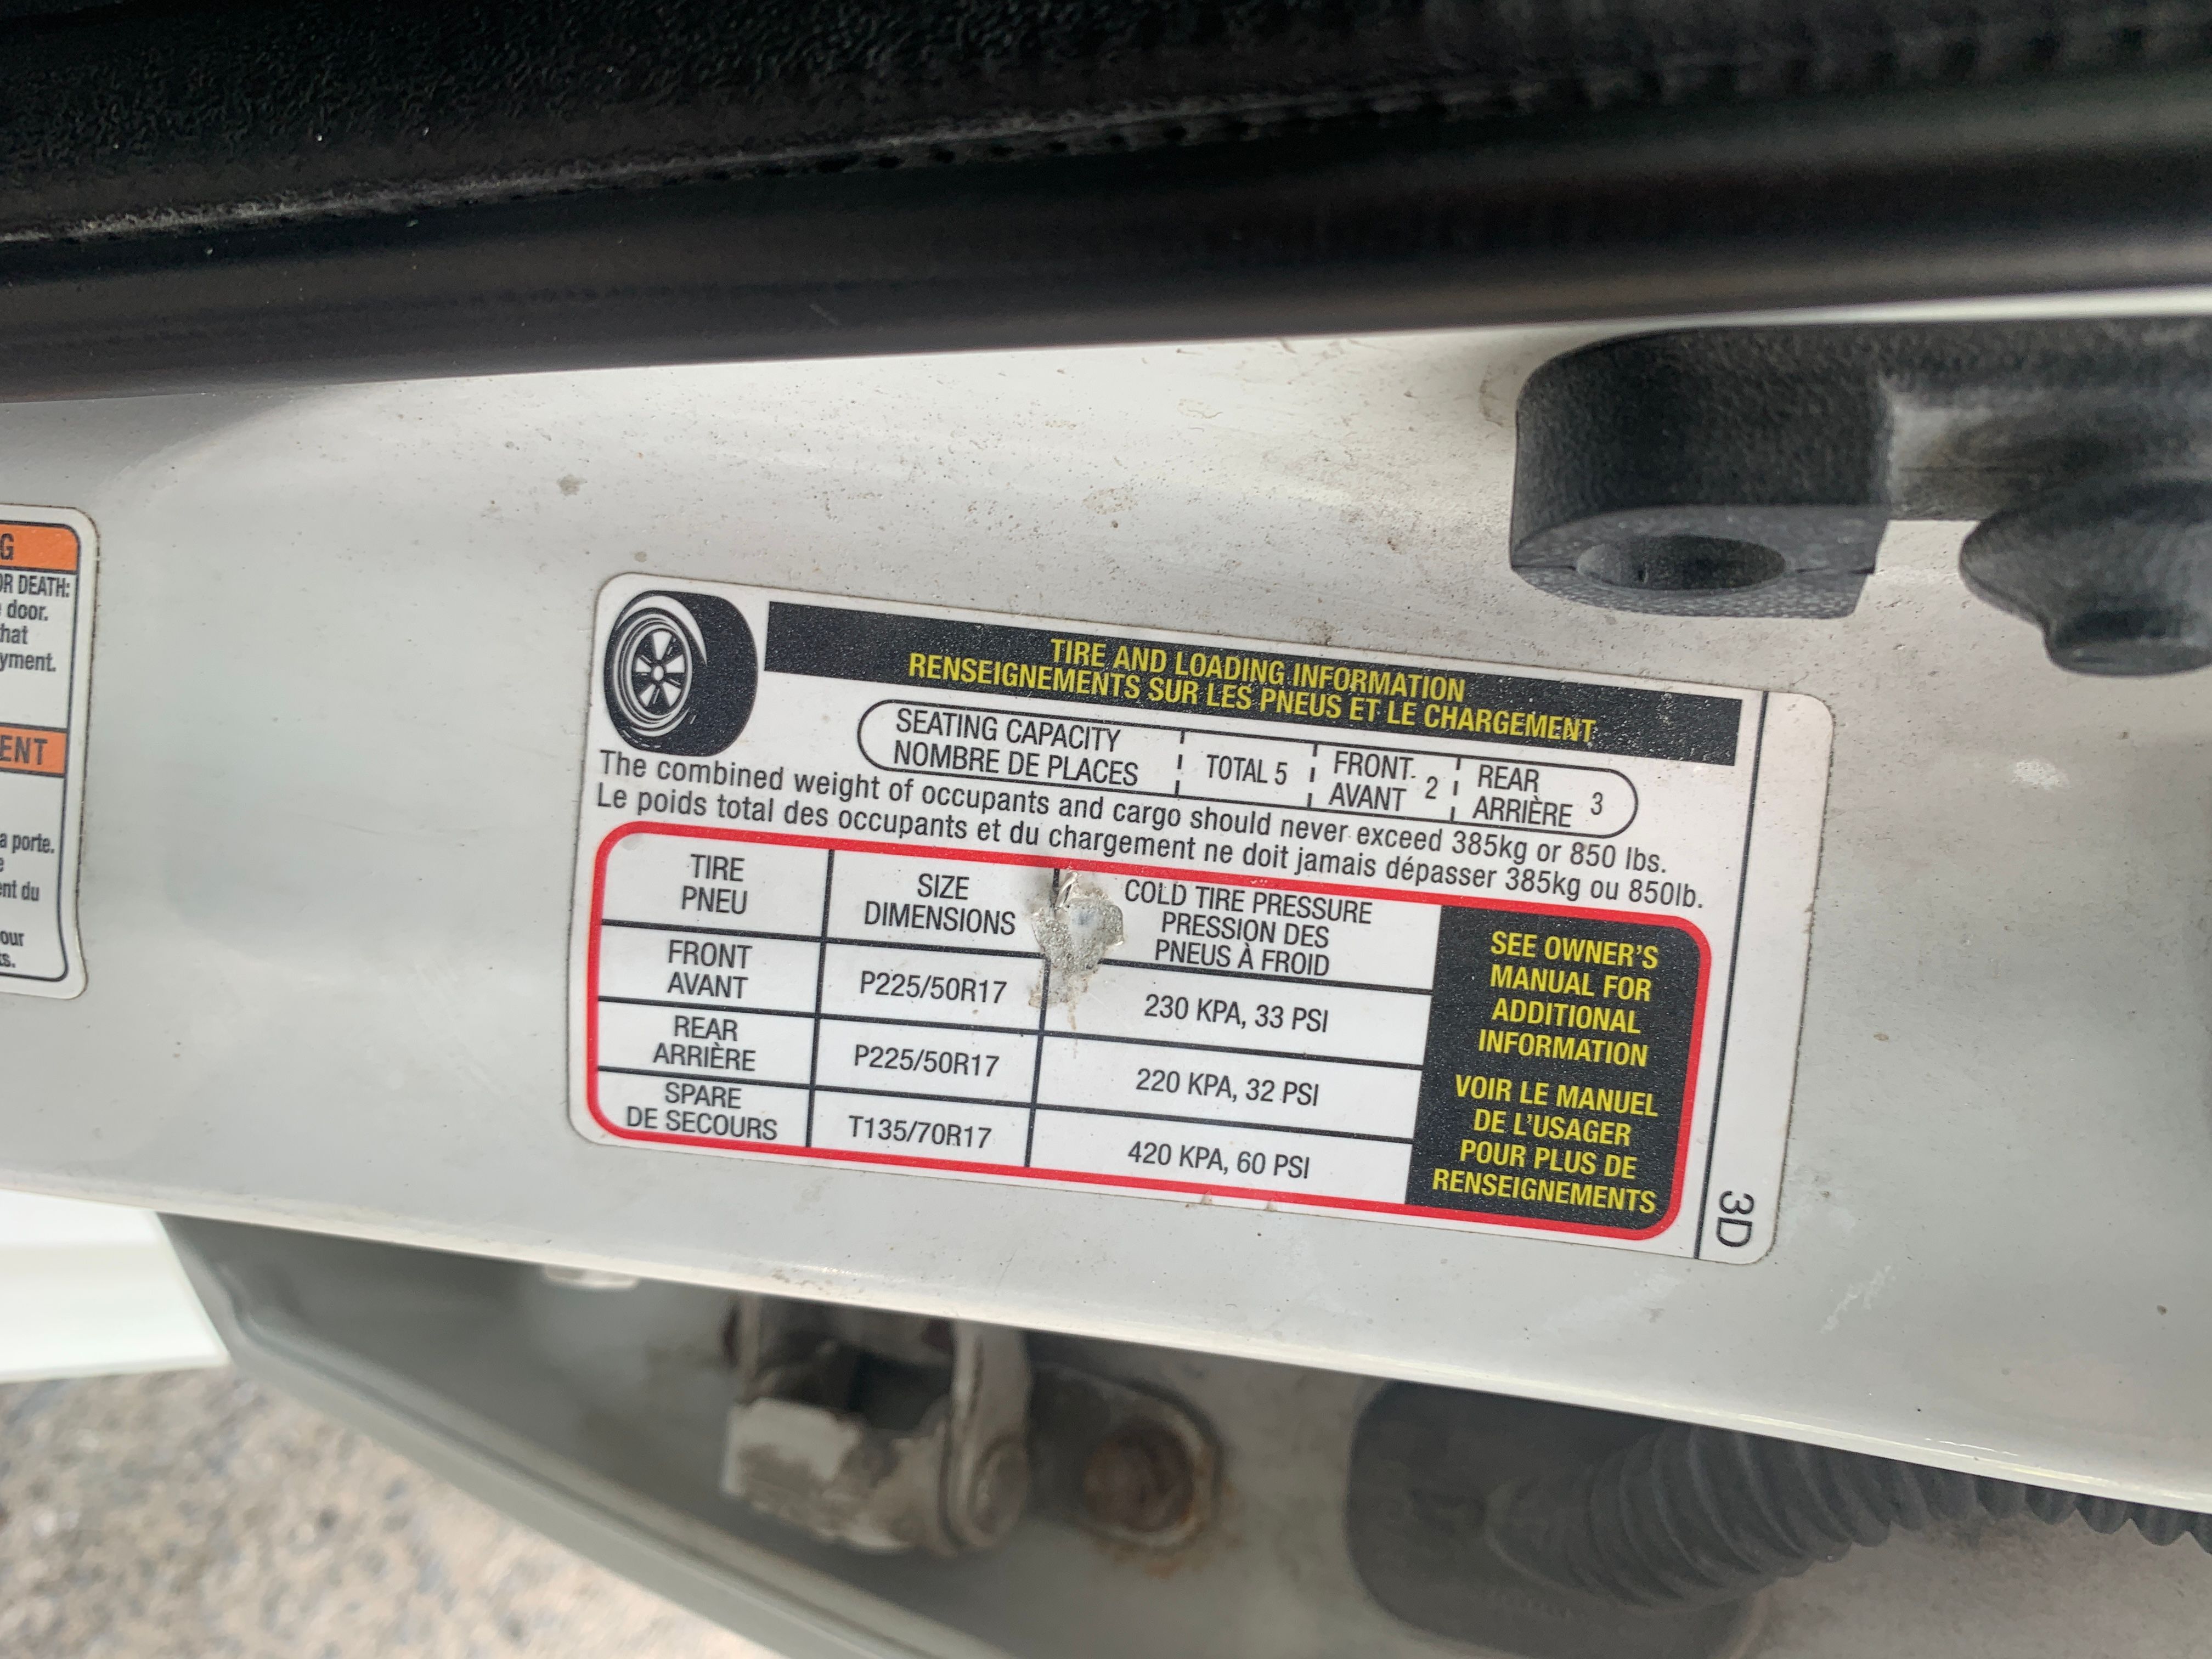 G
OR DEATH:
door.
hat
yment.
ENT
a porte.
e
ent du
our
s.
TIRE AND LOADING INFORMATION
RENSEIGNEMENTS SUR LES PNEUS ET LE CHARGEMENT
SEATING CAPACITY
NOMBRE DE PLACES
TOTAL 5
FRONT
AVANT 2
REAR
ARRIÈRE 3
The combined weight of occupants and cargo should never exceed 385kg or 850 lbs.
Le poids total des occupants et du chargement ne doit jamais dépasser 385kg ou 850lb.
TIRE
PNEU
SIZE
DIMENSIONS
COLD TIRE PRESSURE
PRESSION DES
PNEUS À FROID
FRONT
AVANT
P225/50R17
230 KPA, 33 PSI
REAR
ARRIÈRE
P225/50R17
220 KPA, 32 PSI
SPARE
DE SECOURS
T135/70R17
420 KPA, 60 PSI
SEE OWNER'S
MANUAL FOR
ADDITIONAL
INFORMATION
VOIR LE MANUEL
DE L'USAGER
POUR PLUS DE
RENSEIGNEMENTS
3D